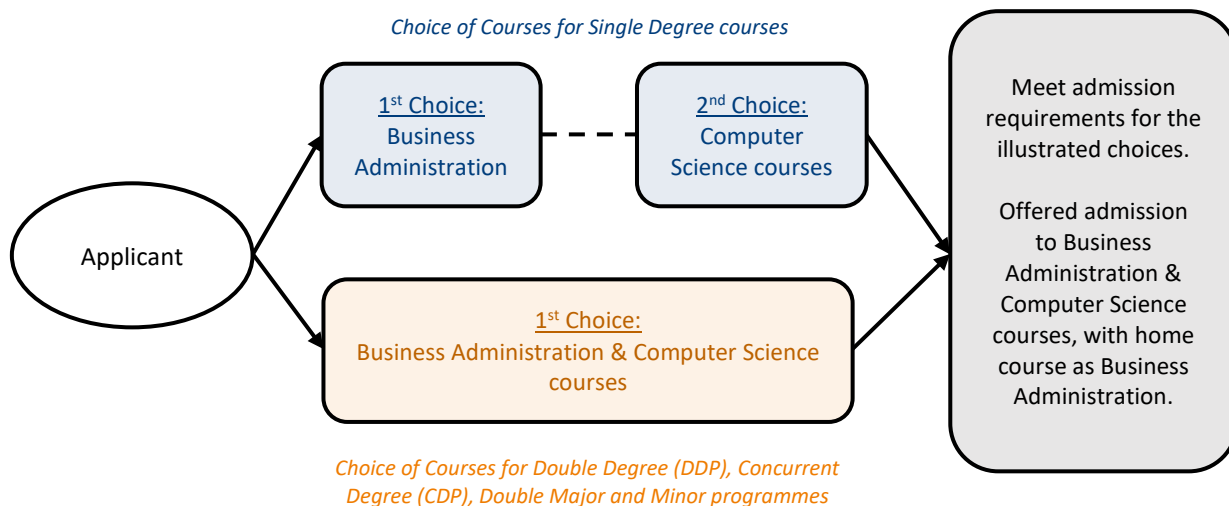 Choice of Courses for Single Degree courses
1st Choice:
Business
Administration
2nd Choice:
Computer
Science courses
Applicant
1st Choice:
Business Administration & Computer Science
courses
Choice of Courses for Double Degree (DDP), Concurrent
Degree (CDP), Double Major and Minor programmes
Meet admission
requirements for the
illustrated choices.
Offered admission
to Business
Administration &
Computer Science
courses, with home
course as Business
Administration.